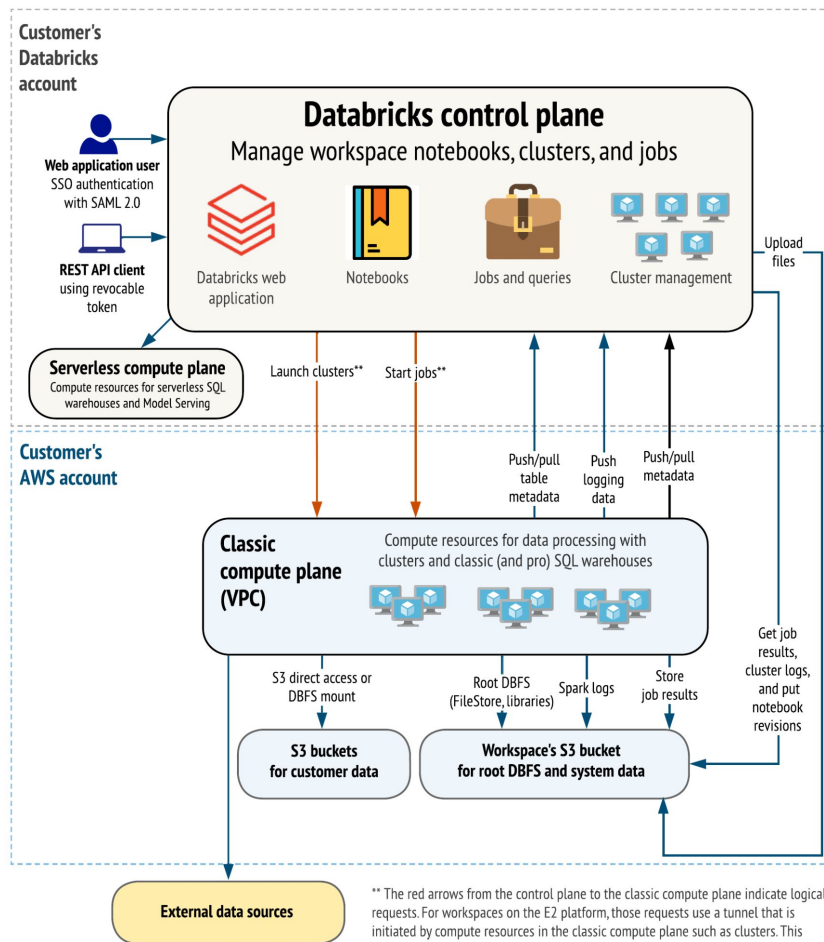 Customer's
Databricks
account
Databricks control plane
Manage workspace notebooks, clusters, and jobs
Web application user
SSO authentication
with SAML 2.0
REST API client
using revocable
token
Databricks web
application
Notebooks
Jobs and queries
Cluster management
Upload
files
Serverless compute plane
Compute resources for serverless SQL
warehouses and Model Serving
Launch clusters**
Start jobs**
Customer's
AWS account
Push/pull
table
metadata
Push
logging
data
Push/pull
metadata
Classic
compute plane
(VPC)
Compute resources for data processing with
clusters and classic (and pro) SQL warehouses
Get job
results,
cluster logs,
and put
notebook
revisions
S3 direct access or
DBFS mount
Root DBFS
(FileStore, libraries)
Spark logs
Store
job results
S3 buckets
for customer data
Workspace's S3 bucket
for root DBFS and system data
External data sources
** The red arrows from the control plane to the classic compute plane indicate logical
requests. For workspaces on the E2 platform, those requests use a tunnel that is
initiated by compute resources in the classic compute plane such as clusters. This